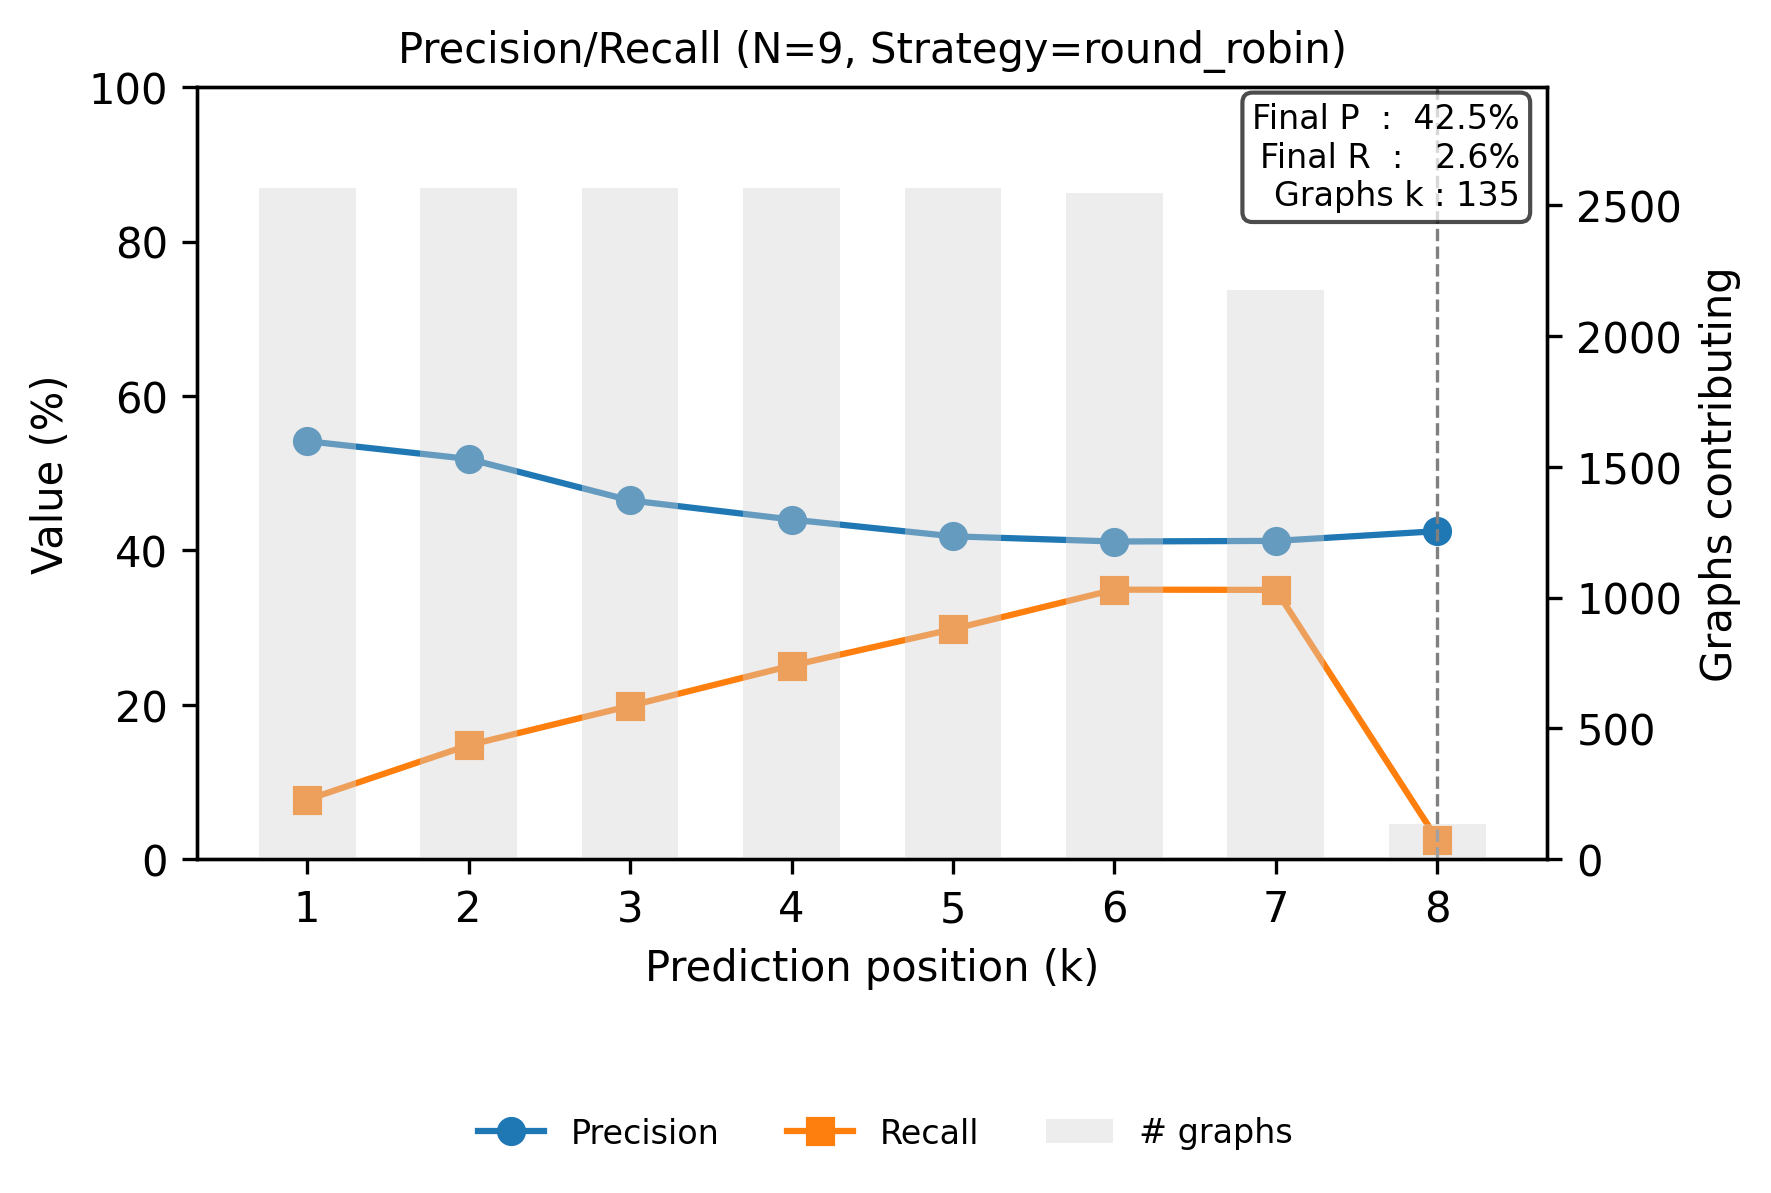 Precision/Recall (N=9, Strategy=round_robin)
Final P : 42.5%
Final R : 2.6%
Graphs k : 135
Value (%)
100
80
60
40
20
0
2500
2000
1500
1000
500
0
Graphs contributing
1 2 3 4 5 6 7 8
Prediction position (k)
Precision Recall # graphs